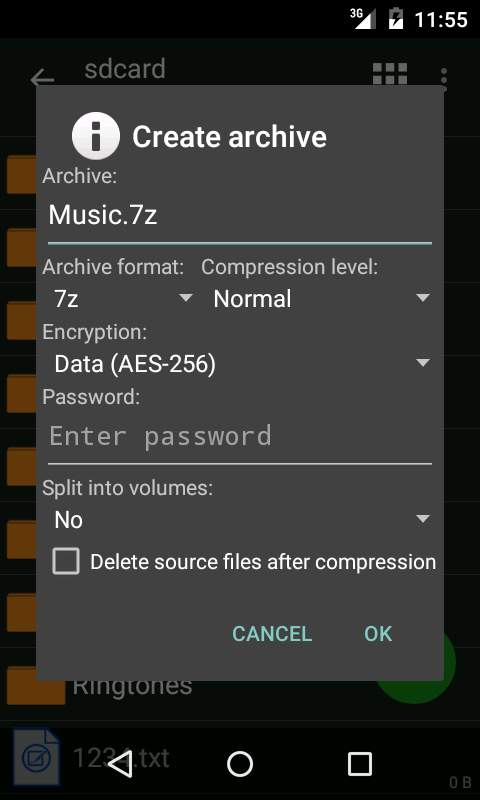 3G 11:55
sdcard
Create archive
Archive:
Music.7z
Archive format: Compression level:
7z Normal
Encryption:
Data (AES-256)
Password:
Enter password
Split into volumes:
No
Delete source files after compression
CANCEL OK
Ringtones
1234.txt
0 B